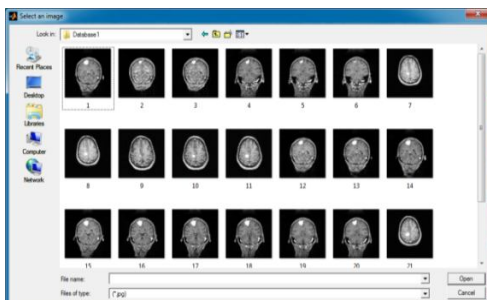 Select an image
Look in:
Database1
Recent Places
Desktop
Libraries
Computer
Network
1
2
3
4
5
6
7
8
9
10
11
12
13
14
15
16
17
18
19
20
21
File name:
Open
Files of type:
(*.jpg)
Cancel